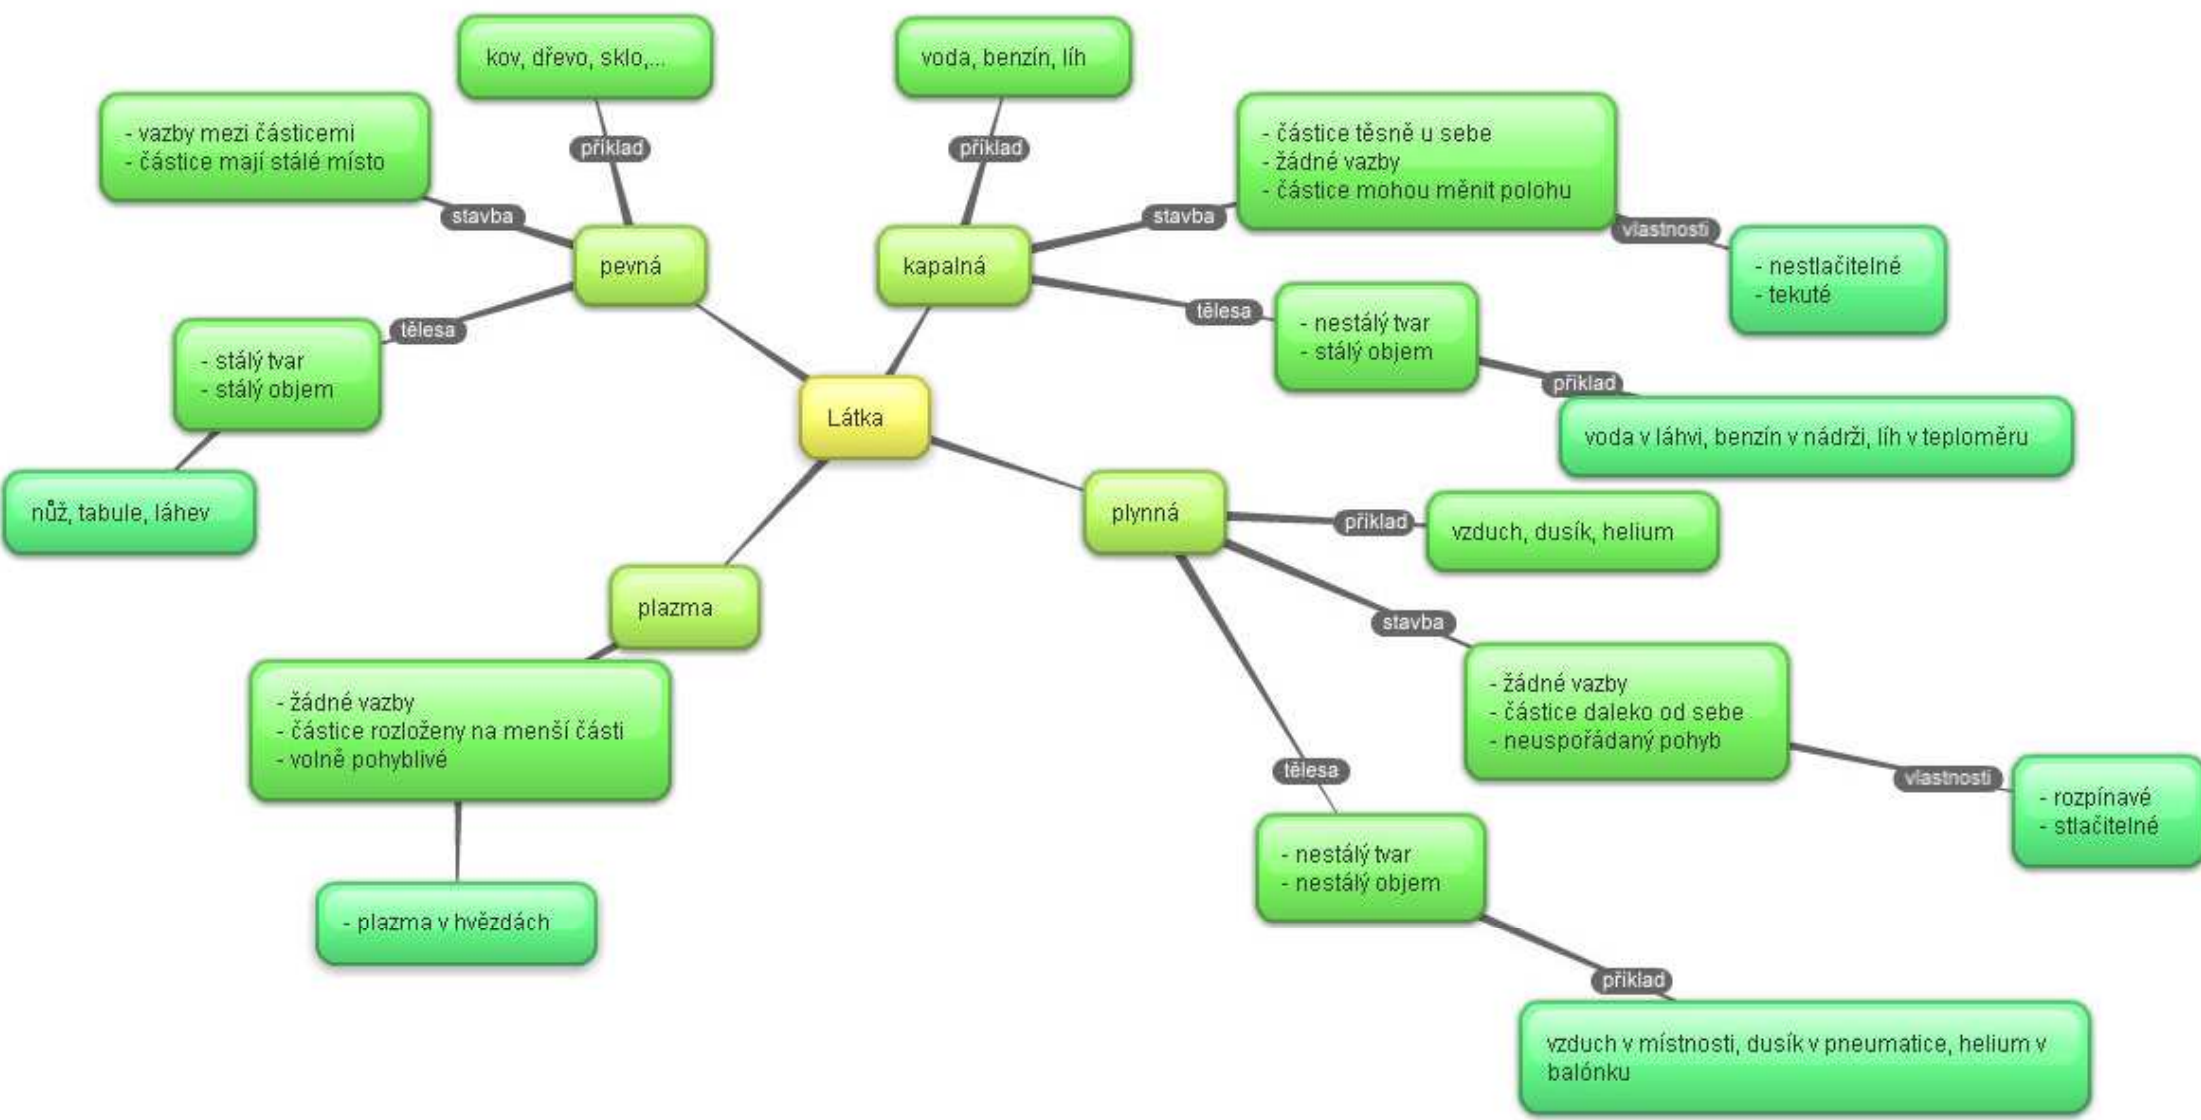 kov, dřevo, sklo,...
voda, benzín, líh
- vazby mezi částicemi
- částice mají stálé místo
příklad
příklad
- částice těsně u sebe
- žádné vazby
- částice mohou měnit polohu
stavba
stavba
vlastnosti
pevná
kapalná
- nestlačitelné
- tekuté
tělesa
tělesa
- nestálý tvar
- stálý objem
- stálý tvar
- stálý objem
příklad
Látka
voda v láhvi, benzín v nádrži, líh v teploměru
nůž, tabule, láhev
plynná
příklad
vzduch, dusík, helium
plazma
stavba
- žádné vazby
- částice rozloženy na menší části
- volně pohyblivé
- žádné vazby
- částice daleko od sebe
- neuspořádaný pohyb
tělesa
vlastnosti
- rozpínavé
- stlačitelné
- nestálý tvar
- nestálý objem
- plazma v hvězdách
příklad
vzduch v místnosti, dusík v pneumatice, helium v
balónku